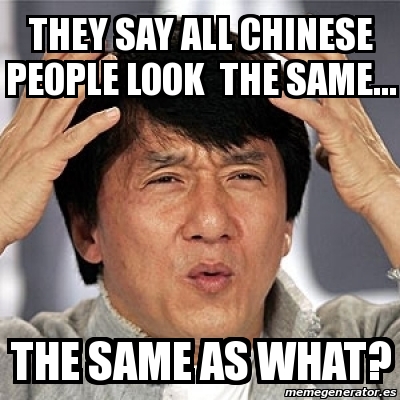 THEY SAY ALL CHINESE
PEOPLE LOOK THE SAME...
THE SAME AS WHAT?
memegenerator.es